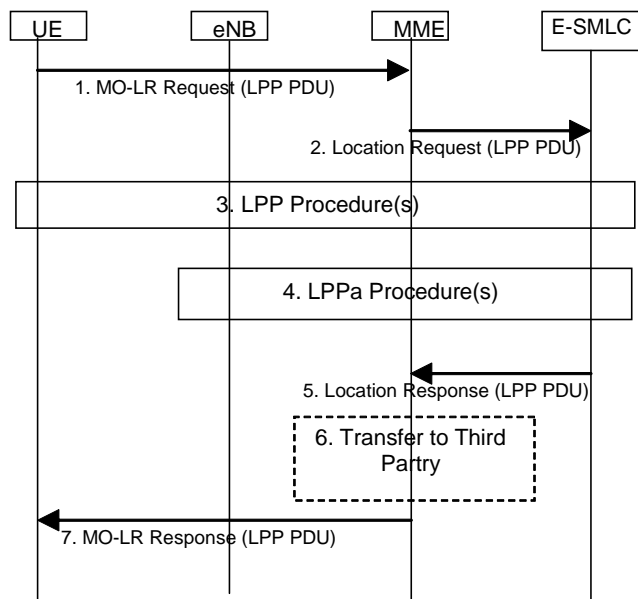 UE
eNB
MME
E-SMLC
1. MO-LR Request (LPP PDU)
2. Location Request (LPP PDU)
3. LPP Procedure(s)
4. LPPa Procedure(s)
5. Location Response (LPP PDU)
6. Transfer to Third
Partry
7. MO-LR Response (LPP PDU)